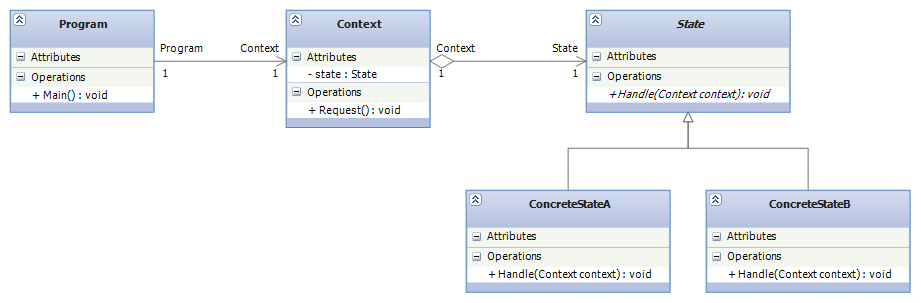 Program
Attributes
Operations
+ Main() : void
Program
Context
1
1
Context
Attributes
- state : State
Operations
+ Request() : void
Context
State
1
1
State
Attributes
Operations
+Handle(Context context) : void
ConcreteStateA
Attributes
Operations
+ Handle(Context context) : void
ConcreteStateB
Attributes
Operations
+ Handle(Context context) : void